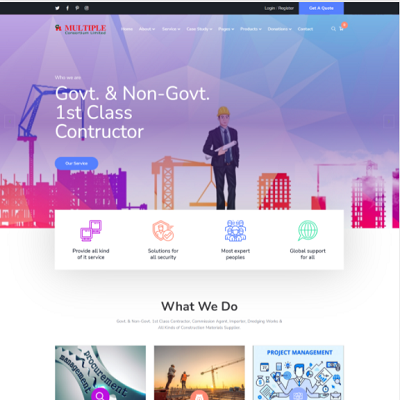 Login / Register
Get A Quote
MULTIPLE
Consortium Limited
Home About Service Case Study Pages Products Donations Contact
Who we are
Govt. & Non-Govt.
1st Class
Contructor
Our Service
Provide all kind
of it service
Solutions for
all security
Most expert
peoples
Global support
for all
What We Do
Govt. & Non-Govt. 1st Class Contractor, Commission Agent, Importer, Dredging Works &
All Kinds of Construction Materials Supplier
procurement
management
PROJECT MANAGEMENT